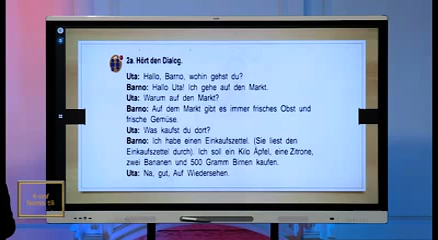 2a. Hört den Dialog.
Uta: Hallo, Barno, wohin gehst du?
Barno: Hallo Uta! Ich gehe auf den Markt.
Uta: Warum auf den Markt?
Barno: Auf dem Markt gibt es immer frisches Obst und
frische Gemüse.
Uta: Was kaufst du dort?
Barno: Ich habe einen Einkaufszettel. (Sie liest den
Einkaufszettel durch). Ich soll ein Kilo Äpfel, eine Zitrone,
zwei Bananen und 500 Gramm Birnen kaufen.
Uta: Na, gut, Auf Wiedersehen.